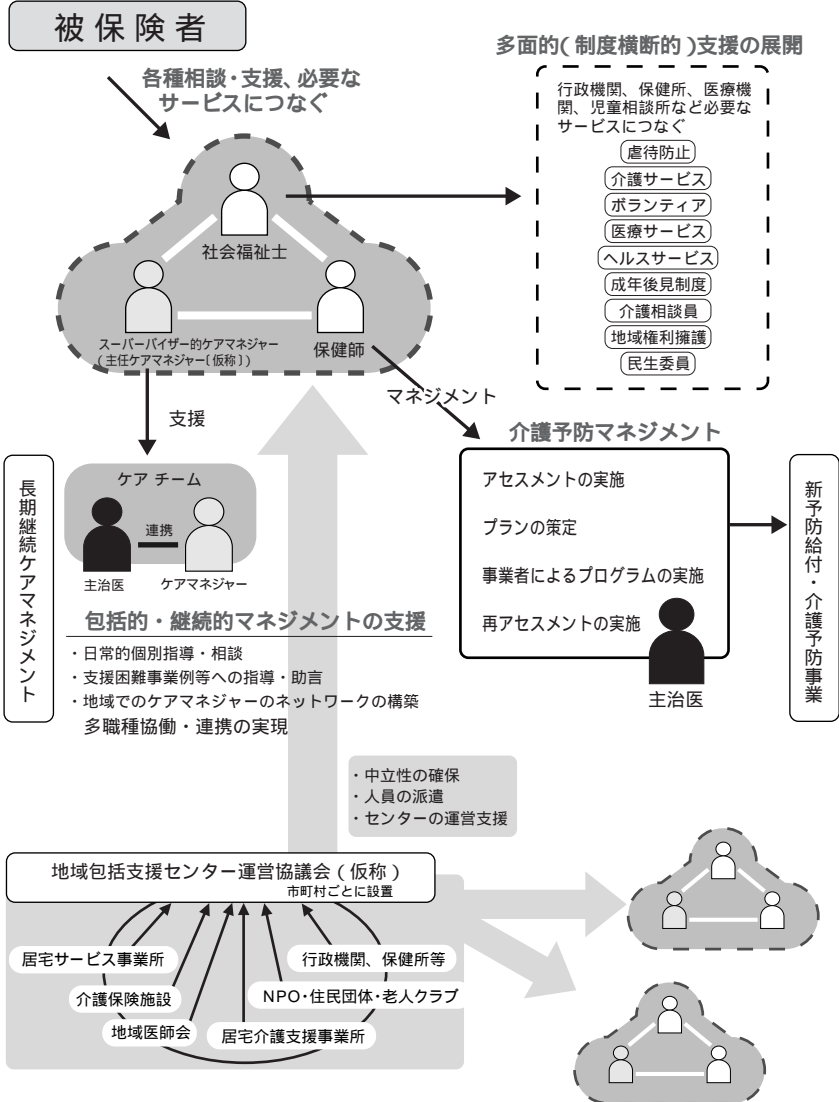 被保険者
各種相談・支援、必要な
サービスにつなぐ
社会福祉士
スーパーバイザー的ケアマネジャー
(主任ケアマネジャー〔仮称〕)
保健師
多面的(制度横断的)支援の展開
行政機関、保健所、医療機
関、児童相談所など必要な
サービスにつなぐ
虐待防止
介護サービス
ボランティア
医療サービス
ヘルスサービス
成年後見制度
介護相談員
地域権利擁護
民生委員
支援
マネジメント
長期継続ケアマネジメント
ケア チーム
連携
主治医
ケアマネジャー
包括的・継続的マネジメントの支援
・日常的個別指導・相談
・支援困難事業例等への指導・助言
・地域でのケアマネジャーのネットワークの構築
多職種協働・連携の実現
介護予防マネジメント
アセスメントの実施
プランの策定
事業者によるプログラムの実施
再アセスメントの実施
主治医
新予防給付・介護予防事業
・中立性の確保
・人員の派遣
・センターの運営支援
地域包括支援センター運営協議会(仮称)
市町村ごとに設置
居宅サービス事業所
介護保険施設
地域医師会
居宅介護支援事業所
NPO・住民団体・老人クラブ
行政機関、保健所等